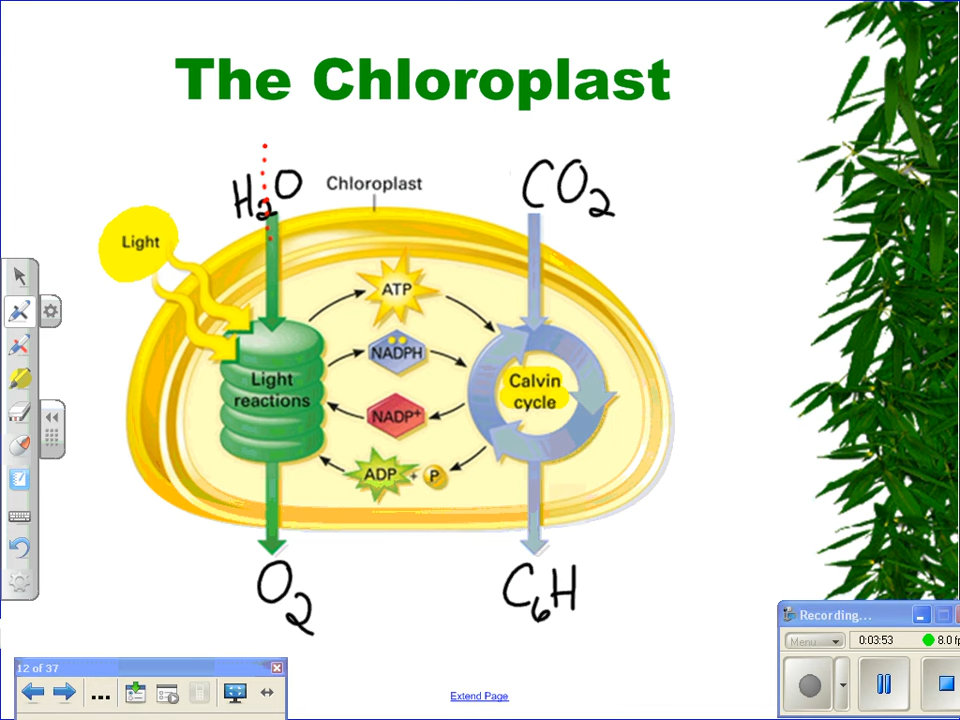 The Chloroplast
H₂O
Chloroplast
CO₂
Light
ATP
NADPH
Light
reactions
Calvin
cycle
NADP+
ADP + P
O₂
C₆H
Recording...
Menu
0:03:53
8.0 fp
12 of 37
Extend Page